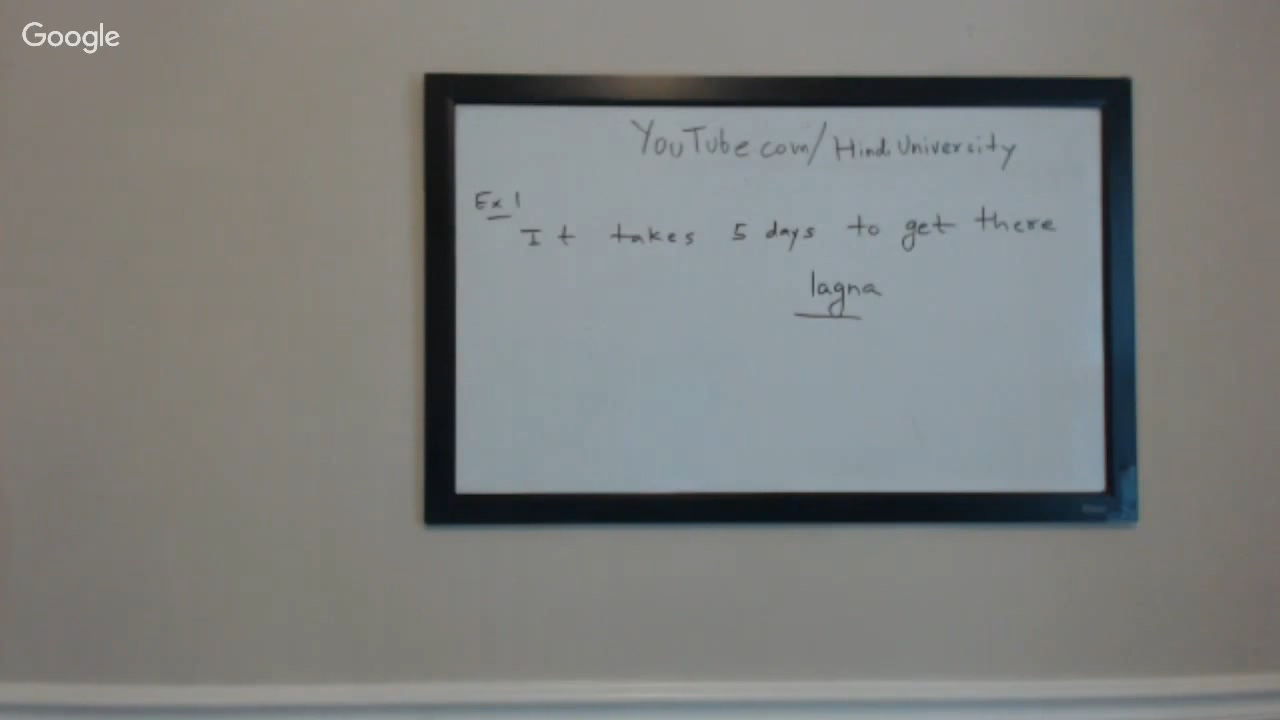 Google
YouTube.com/HindiUniversity
Ex 1
It takes 5 days to get there
lagna